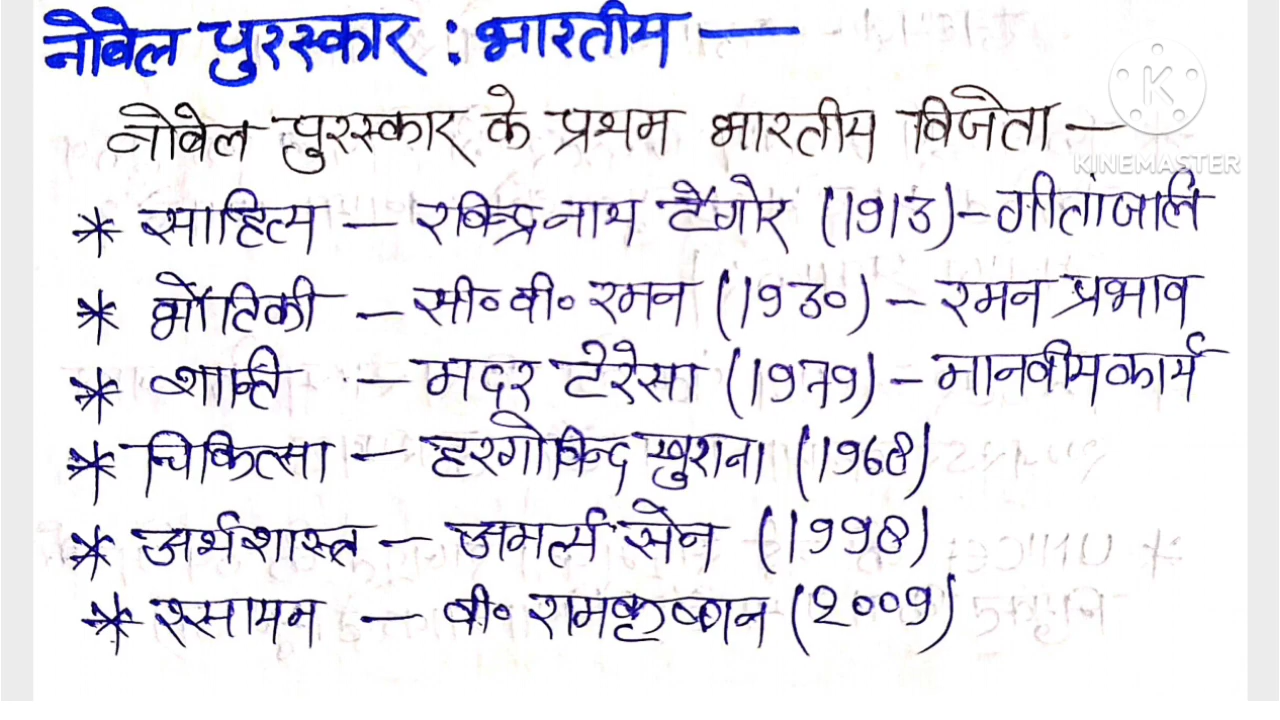 नोबेल पुरस्कार : भारतीय —
नोबेल पुरस्कार के प्रथम भारतीय विजेता –
* साहित्य – रविन्द्रनाथ टैगोर (1913) – गीतांजलि
* भौतिकी – सी॰ वी॰ रमन (1930) – रमन प्रभाव
* शान्ति – मदर टेरेसा (1979) – मानवीय कार्य
* चिकित्सा – हरगोविन्द खुराना (1968)
* अर्थशास्त्र – अमर्त्य सेन (1998)
* रसायन – वी॰ रामकृष्णन (2009)
K
KINEMASTER